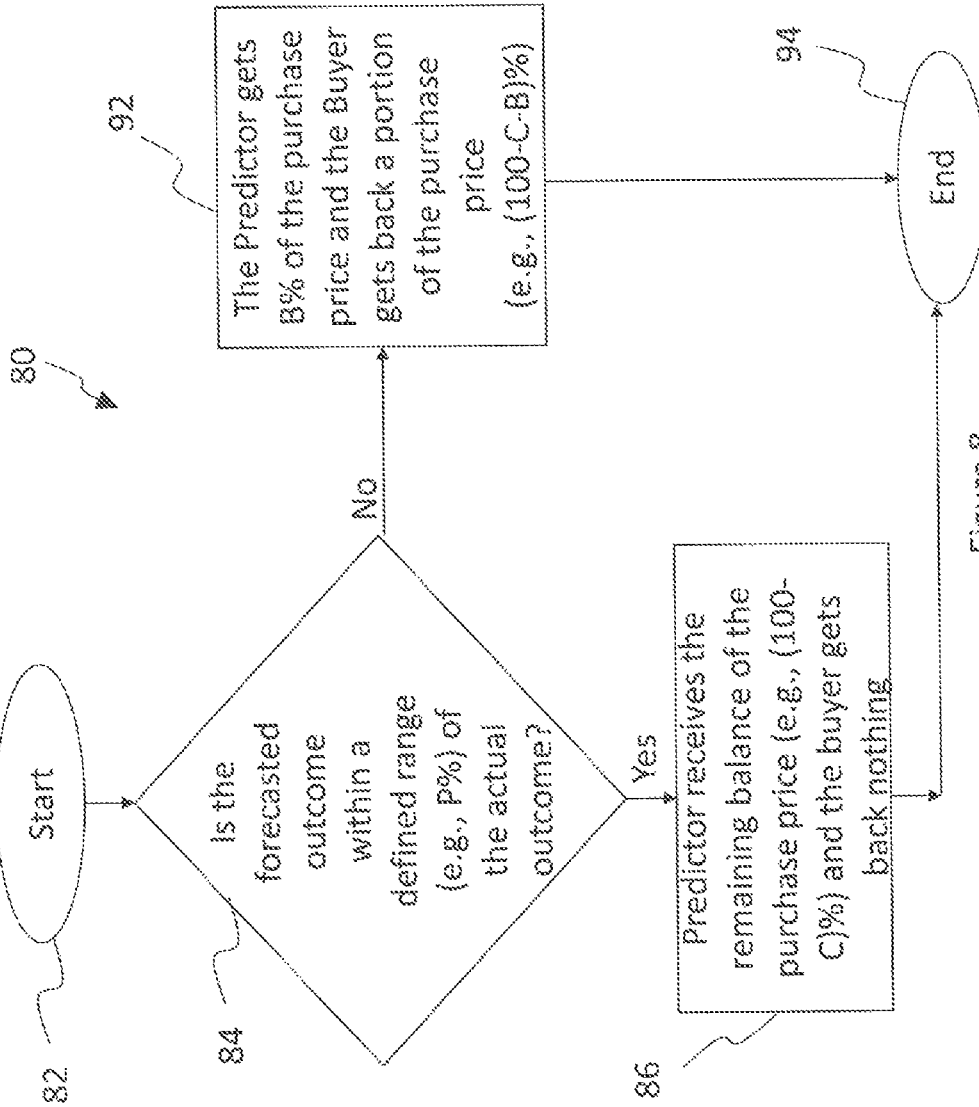 80
82
Start
84
Is the
forecasted
outcome
within a
defined range
(e.g., P%) of
the actual
outcome?
No
92
The Predictor gets
B% of the purchase
price and the Buyer
gets back a portion
of the purchase
price
(e.g., (100-C-B)%)
Yes
86
Predictor receives the
remaining balance of the
purchase price (e.g., (100-
C)%) and the buyer gets
back nothing
94
End
Figure 8